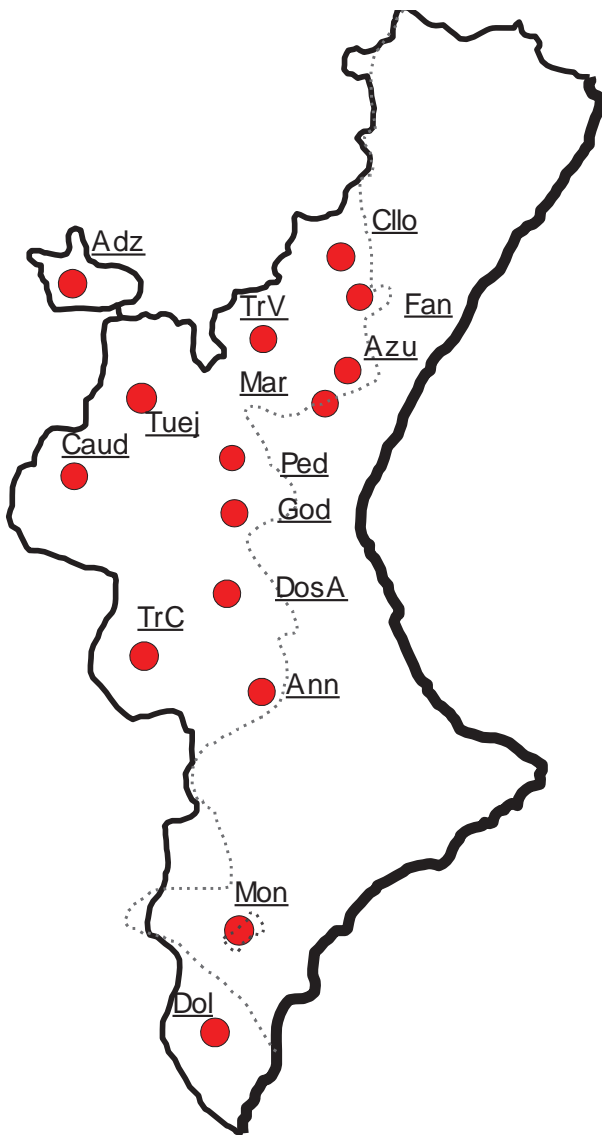 Cllo
Adz
Fan
TrV
Azu
Mar
Tuej
Caud
Ped
God
DosA
TrC
Ann
Mon
Dol